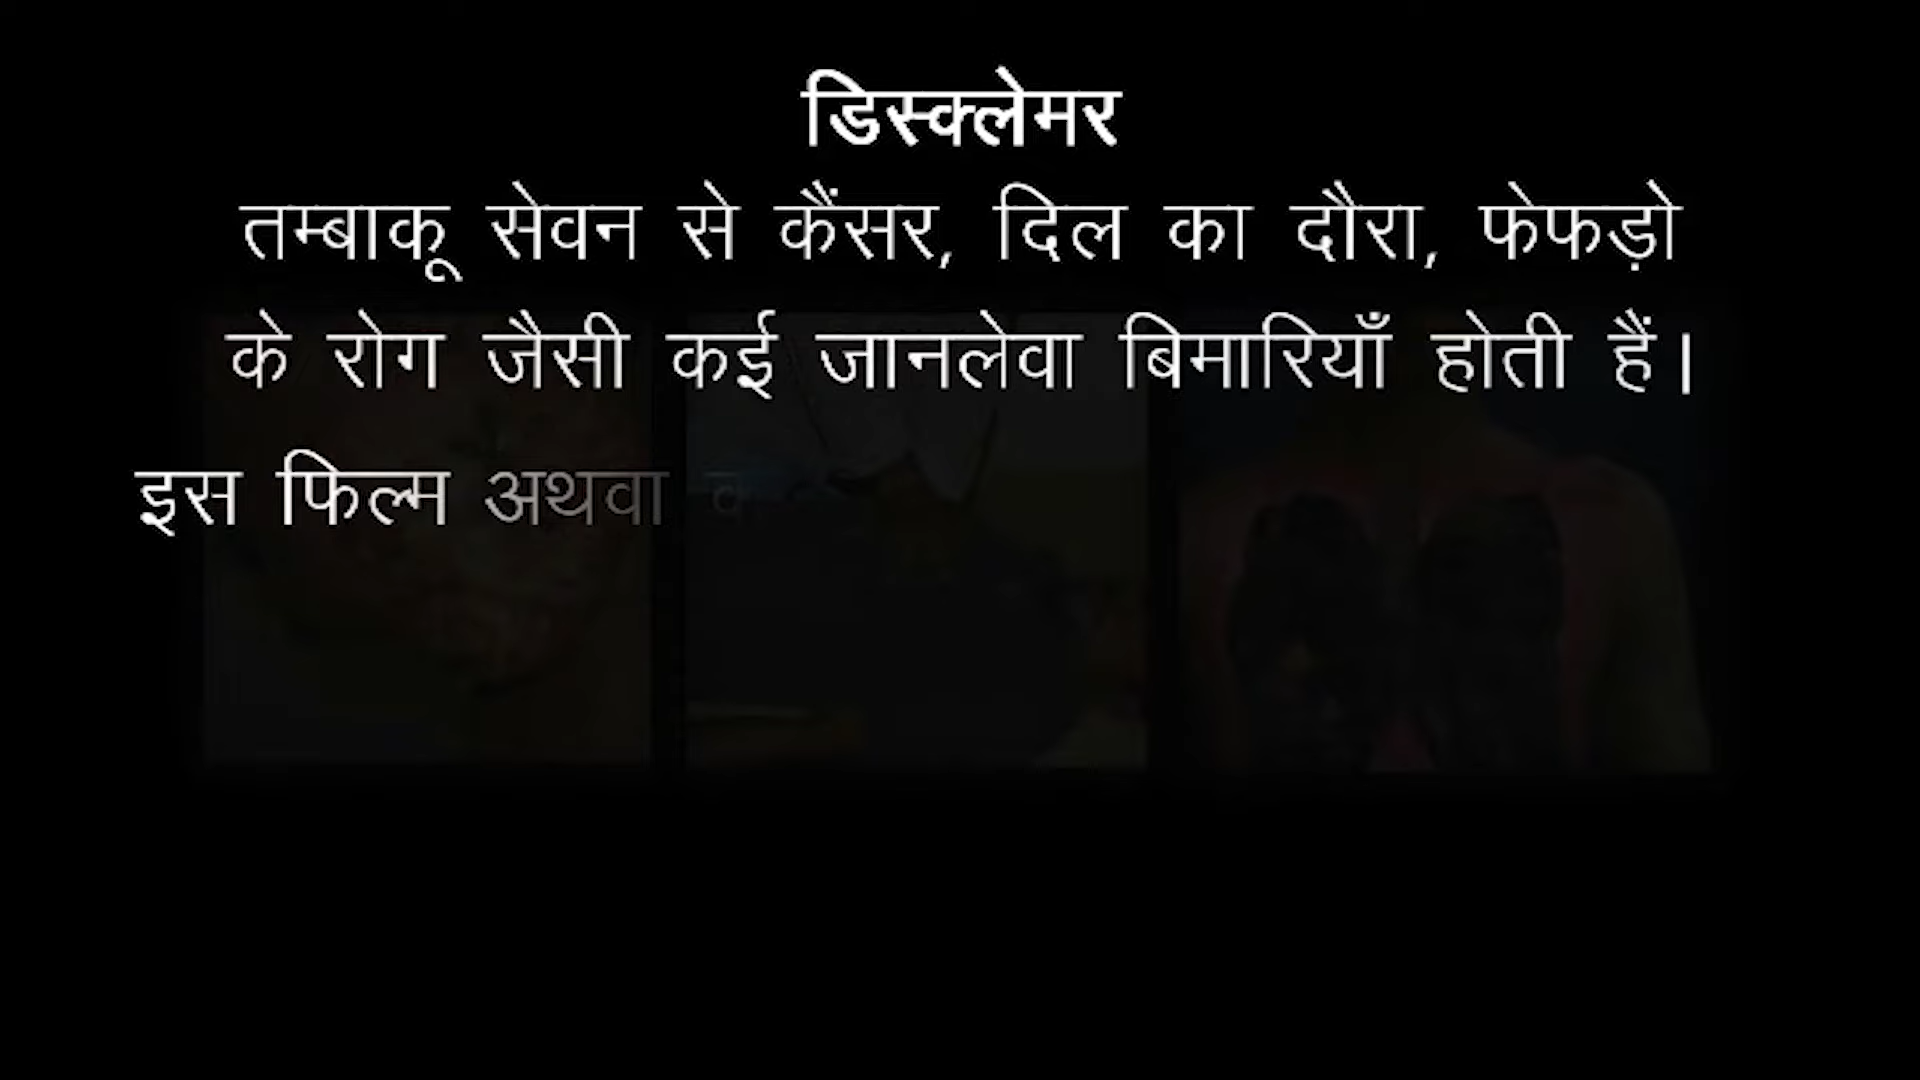 डिस्क्लेमर
तम्बाकू सेवन से कैंसर, दिल का दौरा, फेफड़ो
के रोग जैसी कई जानलेवा बिमारियाँ होती हैं।
इस फिल्म अथवा